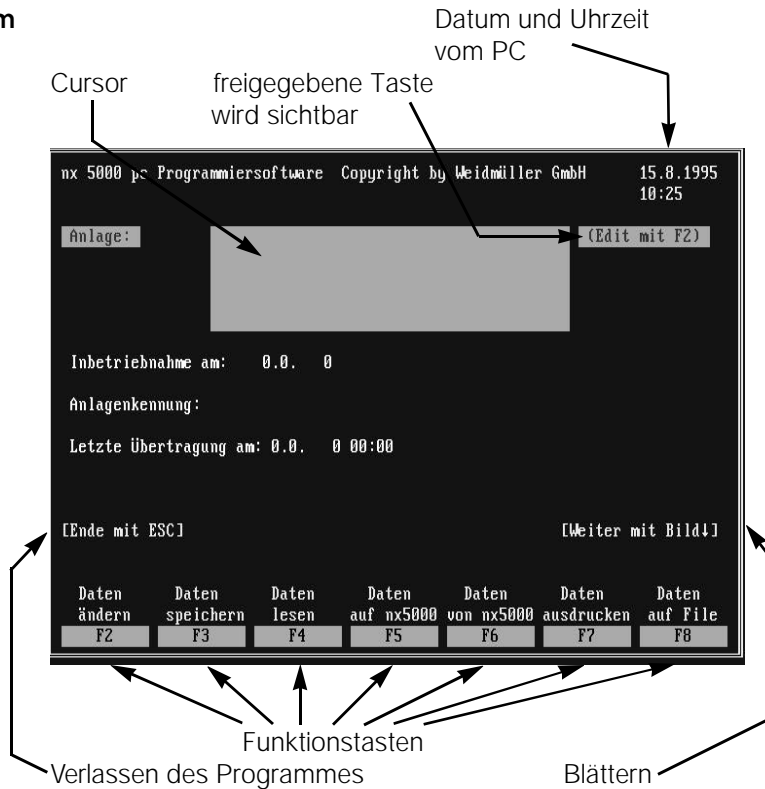 m
Datum und Uhrzeit
vom PC
Cursor
freigegebene Taste
wird sichtbar
nx 5000 pc Programmiersoftware Copyright by Weidmüller GmbH 15.8.1995
10:25
Anlage:
(Edit mit F2)
Inbetriebnahme am: 0.0. 0
Anlagenkennung:
Letzte Übertragung am: 0.0. 0 00:00
[Ende mit ESC] [Weiter mit Bild↓]
Daten Daten Daten Daten Daten Daten Daten
ändern speichern lesen auf nx5000 von nx5000 ausdrucken auf File
F2 F3 F4 F5 F6 F7 F8
Funktionstasten
Verlassen des Programmes
Blättern